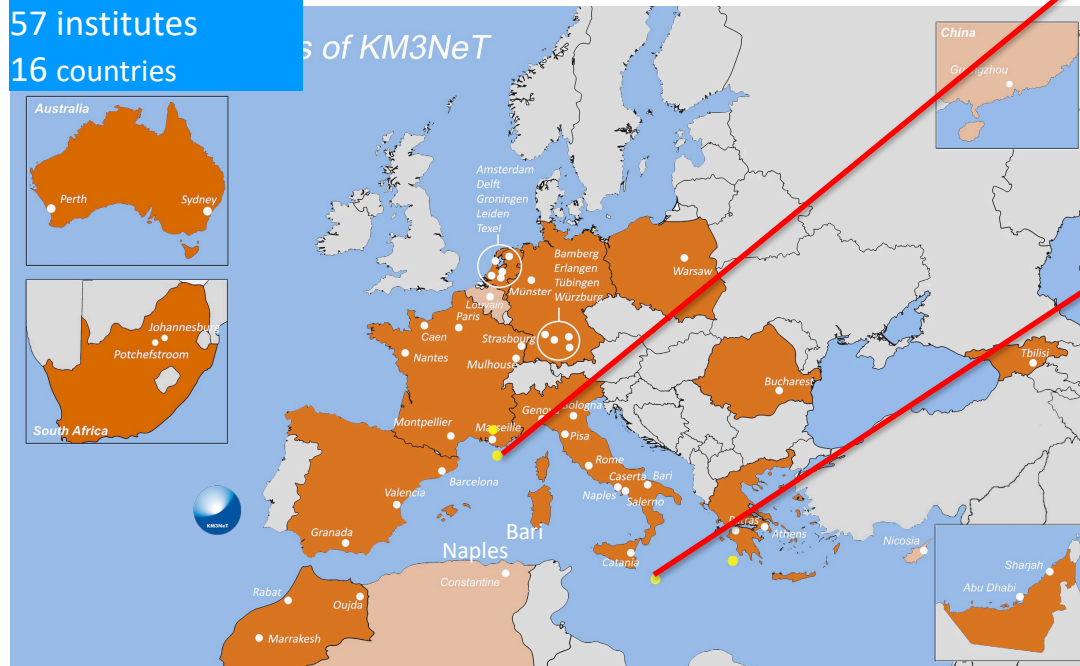 57 institutes
16 countries
s of KM3NeT
China
Guangzhou
Australia
Perth
Sydney
Amsterdam
Delft
Groningen
Leiden
Texel
Bamberg
Erlangen
Tübingen
Würzburg
Münster
Warsaw
Louvain
Paris
Caen
Strasbourg
Nantes
Mulhouse
Johannesburg
Potchefstroom
South Africa
Tbilisi
Bucharest
Genova
Bologna
Montpellier
Marseille
Pisa
Rome
Caserta
Bari
Naples
Salerno
Barcelona
Valencia
Granada
KM3NeT
Bari
Naples
Catania
Patras
Athens
Nicosia
Constantine
Rabat
Oujda
Marrakesh
Sharjah
Abu Dhabi